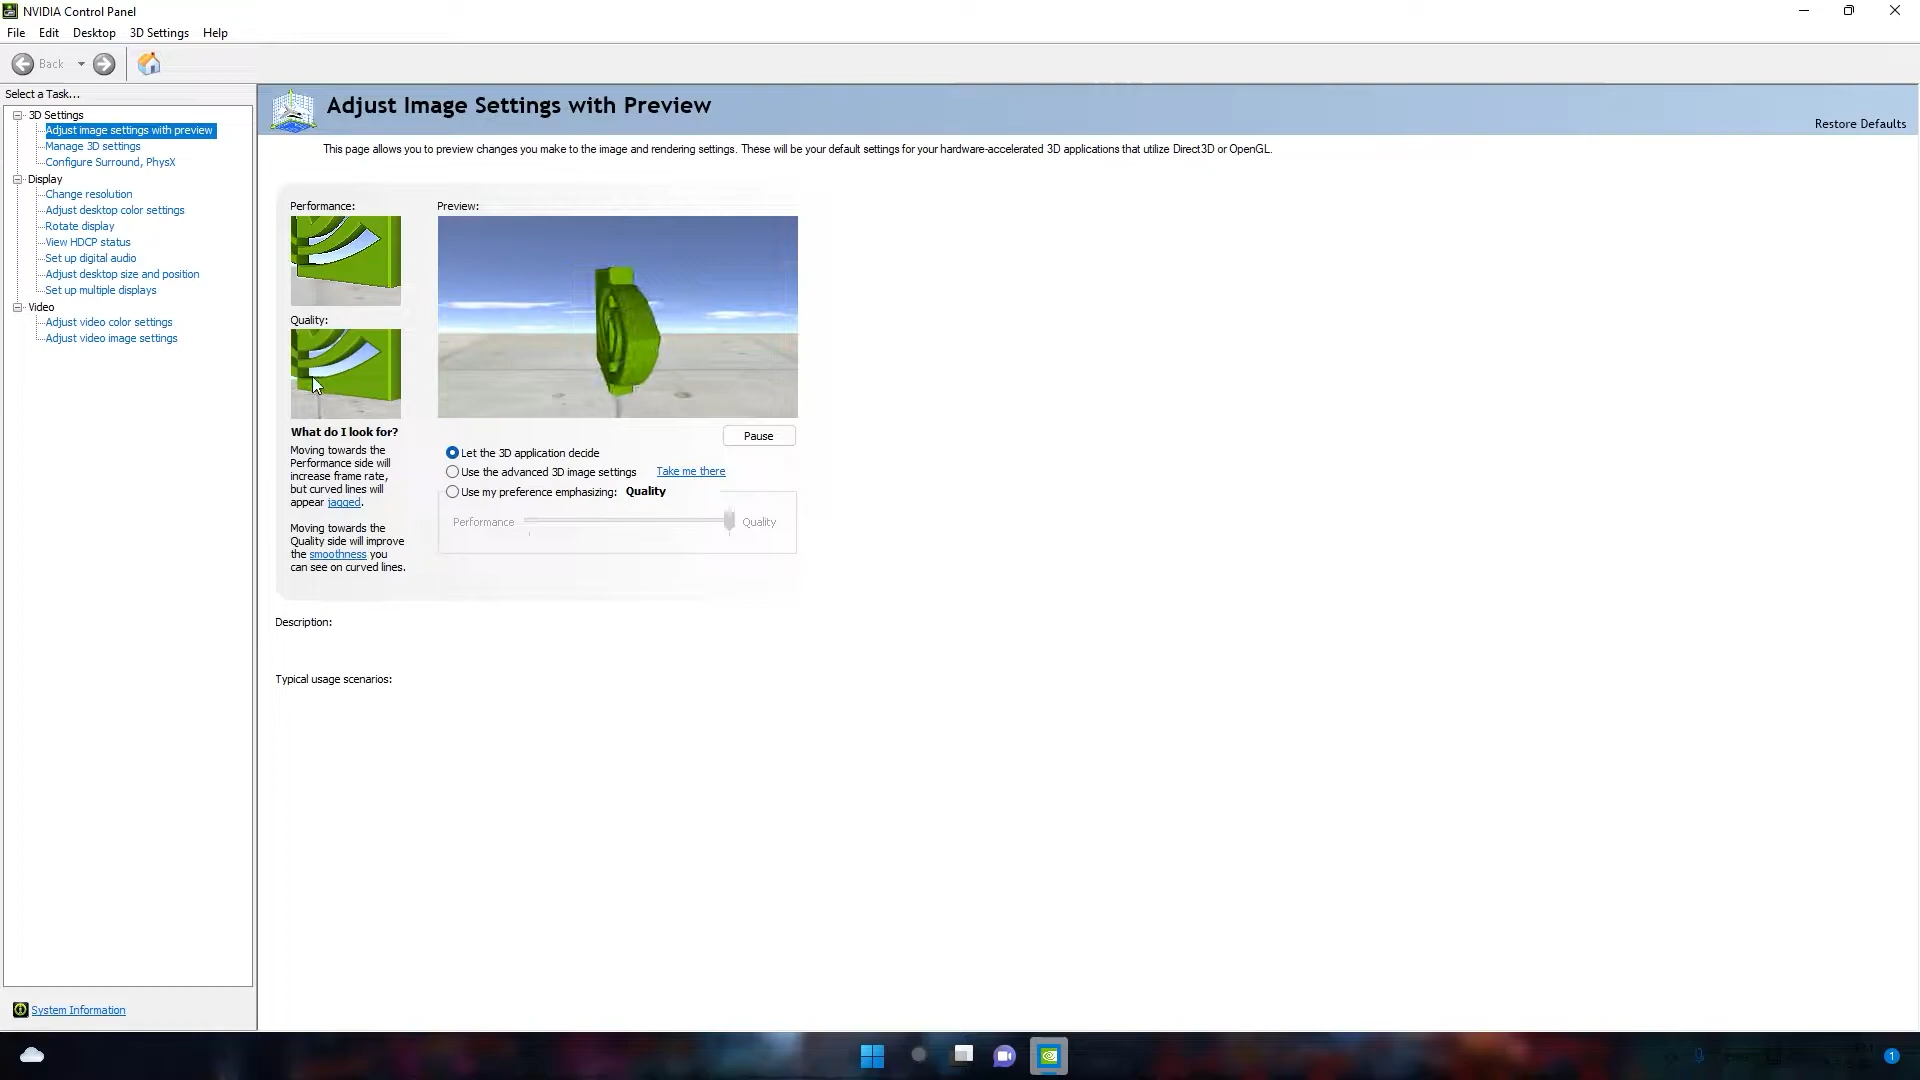 NVIDIA Control Panel
File Edit Desktop 3D Settings Help
Back
Select a Task...
3D Settings
Adjust image settings with preview
Manage 3D settings
Configure Surround, PhysX
Display
Change resolution
Adjust desktop color settings
Rotate display
View HDCP status
Set up digital audio
Adjust desktop size and position
Set up multiple displays
Video
Adjust video color settings
Adjust video image settings
System Information
Adjust Image Settings with Preview
Restore Defaults
This page allows you to preview changes you make to the image and rendering settings. These will be your default settings for your hardware-accelerated 3D applications that utilize Direct3D or OpenGL.
Performance:
Quality:
What do I look for?
Moving towards the
Performance side will
increase frame rate,
but curved lines will
appear jagged.
Moving towards the
Quality side will improve
the smoothness you
can see on curved lines.
Preview:
Pause
Let the 3D application decide
Use the advanced 3D image settings Take me there
Use my preference emphasizing: Quality
Performance Quality
Description:
Typical usage scenarios:
1